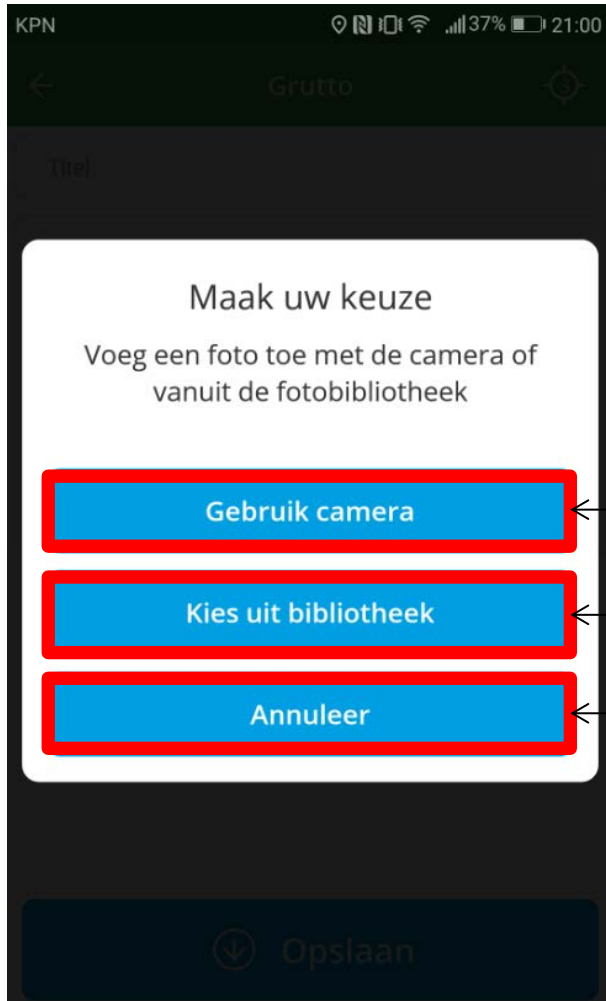 KPN 37% 21:00
Grutto
Titel
Maak uw keuze
Voeg een foto toe met de camera of
vanuit de fotobibliotheek
Gebruik camera
Kies uit bibliotheek
Annuleer
Opslaan